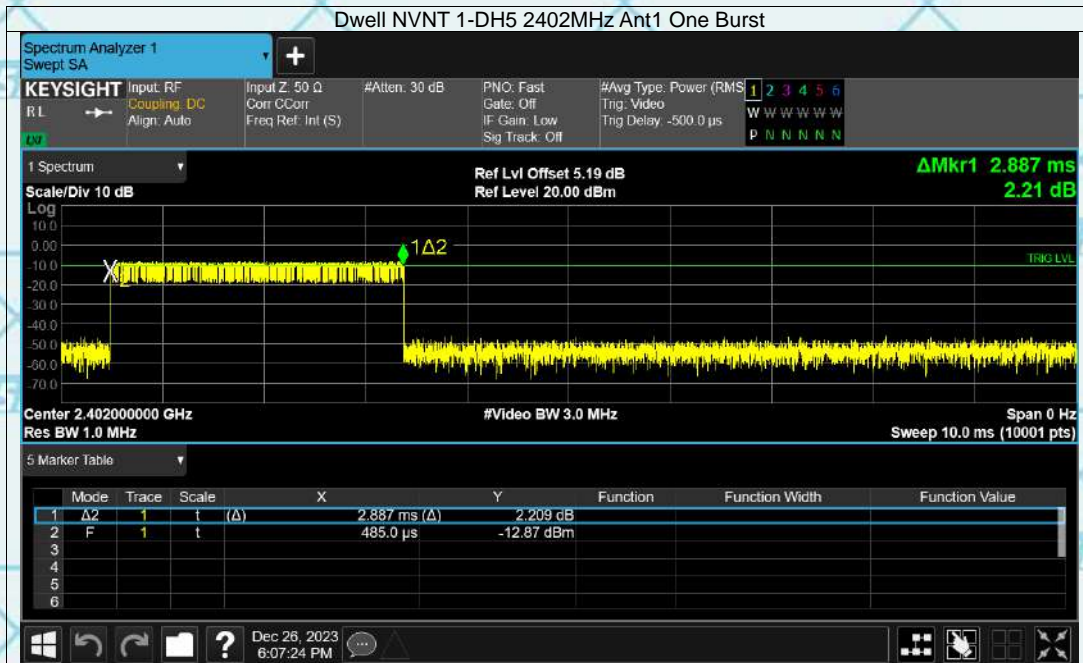 Dwell NVNT 1-DH5 2402MHz Ant1 One Burst
Spectrum Analyzer 1
Swept SA
+
KEYSIGHT Input: RF Input Z: 50 Ω #Atten: 30 dB PNO: Fast #Avg Type: Power (RMS 1 2 3 4 5 6
RL Coupling: DC Corr CCorr Gate: Off Trig: Video W W W W W W
Align: Auto Freq Ref: Int (S) IF Gain: Low Trig Delay: -500.0 µs
LXI Sig Track: Off P N N N N N
1 Spectrum Ref Lvl Offset 5.19 dB ΔMkr1 2.887 ms
Scale/Div 10 dB Ref Level 20.00 dBm 2.21 dB
Log
10.0
0.00 1Δ2
-10.0 X TRIG LVL
2
-20.0
-30.0
-40.0
-50.0
-60.0
-70.0
Center 2.402000000 GHz #Video BW 3.0 MHz Span 0 Hz
Res BW 1.0 MHz Sweep 10.0 ms (10001 pts)
5 Marker Table
Mode Trace Scale X Y Function Function Width Function Value
1 Δ2 1 t (Δ) 2.887 ms (Δ) 2.209 dB
2 F 1 t 485.0 µs -12.87 dBm
3
4
5
6
? Dec 26, 2023
6:07:24 PM